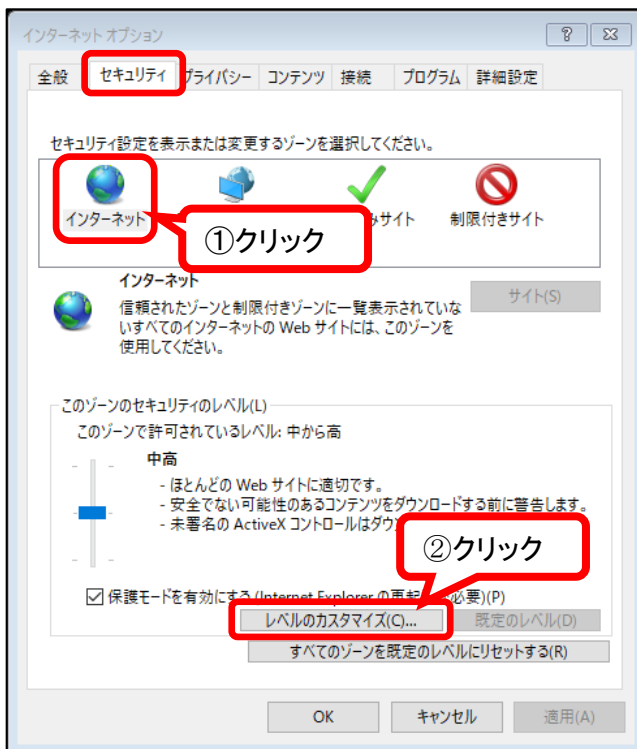 インターネット オプション
全般 セキュリティ プライバシー コンテンツ 接続 プログラム 詳細設定
セキュリティ設定を表示または変更するゾーンを選択してください。
インターネット サイト 制限付きサイト
①クリック
インターネット
信頼されたゾーンと制限付きゾーンに一覧表示されていな
いすべてのインターネットの Web サイトには、このゾーンを
使用してください。
サイト(S)
このゾーンのセキュリティのレベル(L)
このゾーンで許可されているレベル: 中から高
中高
- ほとんどの Web サイトに適切です。
- 安全でない可能性のあるコンテンツをダウンロードする前に警告します。
- 未署名の ActiveX コントロールはダウ
②クリック
保護モードを有効にする (Internet Explorer の再起 必要)(P)
レベルのカスタマイズ(C)... 既定のレベル(D)
すべてのゾーンを既定のレベルにリセットする(R)
OK キャンセル 適用(A)